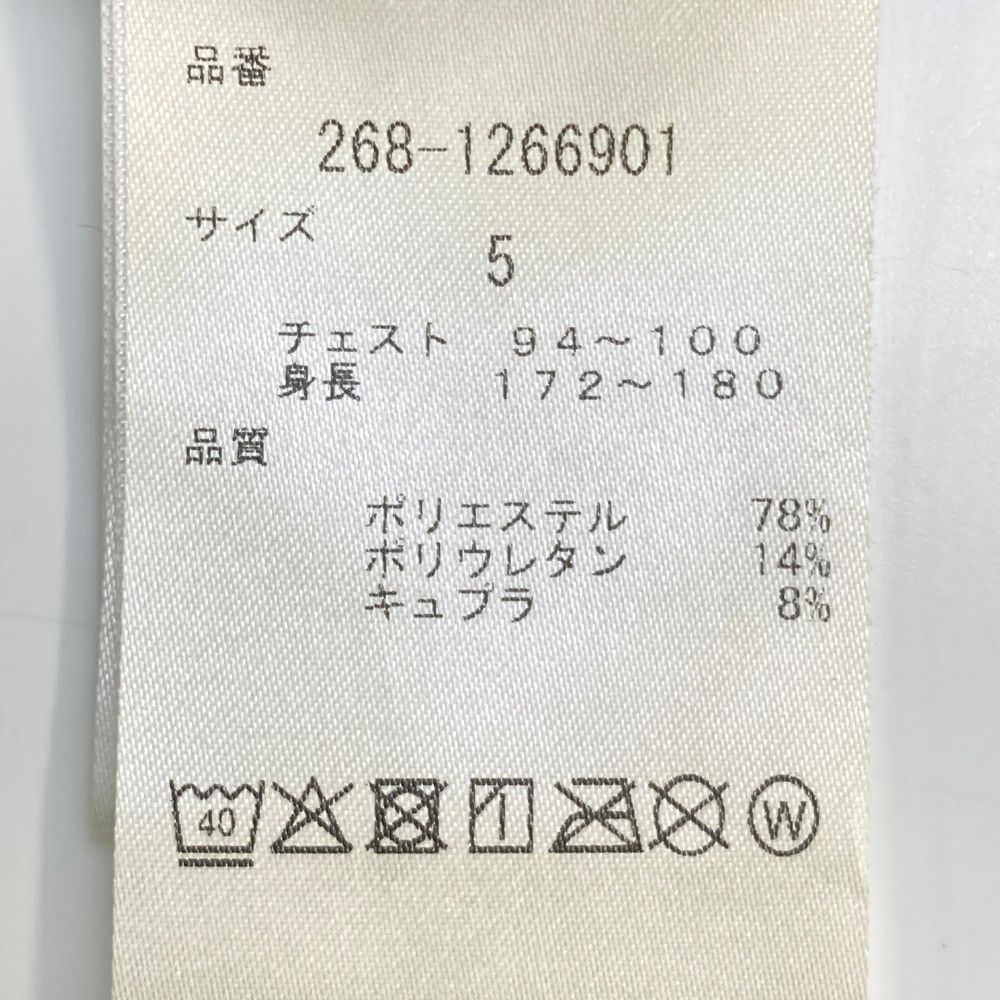 品番
268-1266901
サイズ
5
チェスト 94～100
身長 172～180
品質
ポリエステル 78%
ポリウレタン 14%
キュプラ 8%
40 W